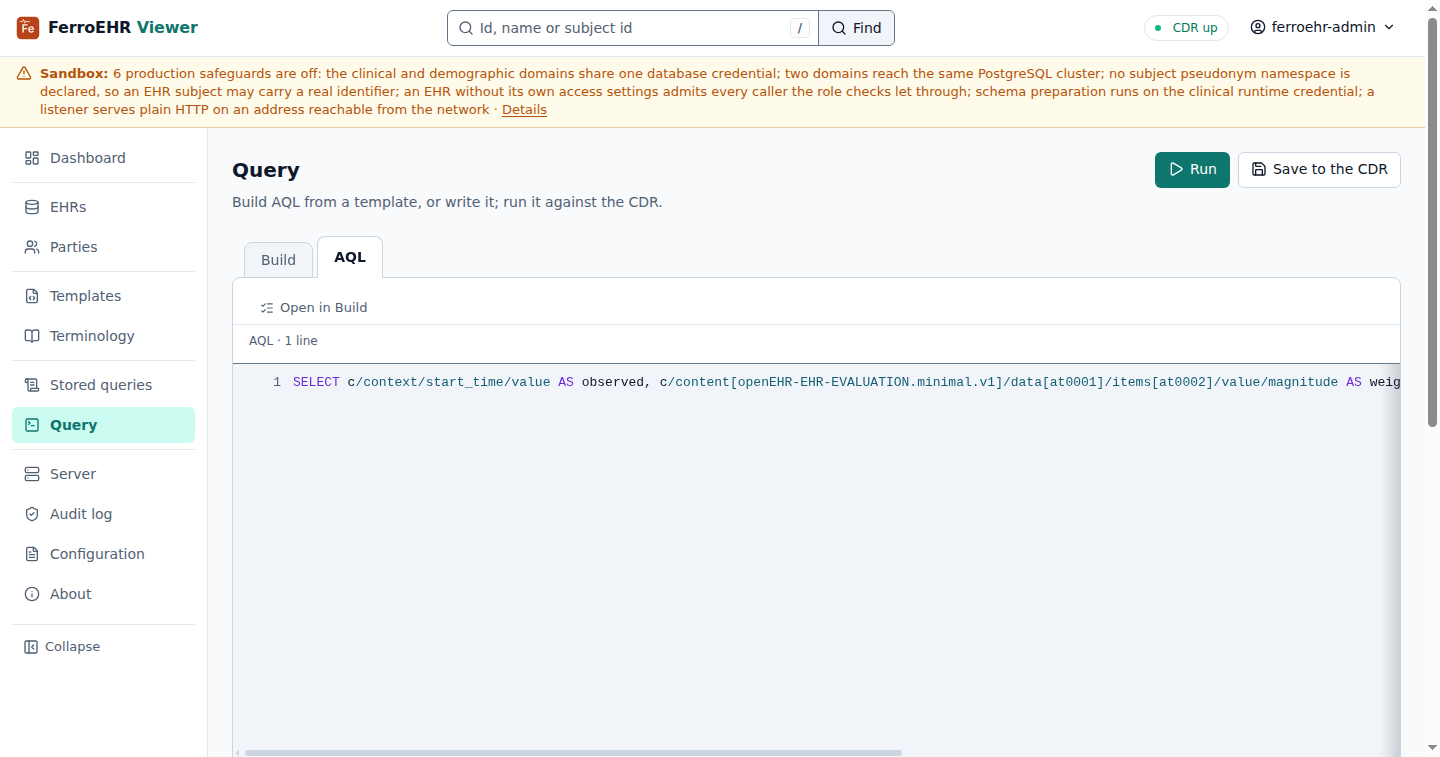 FerroEHR Viewer
Id, name or subject id
/
Find
CDR up
ferroehr-admin
Sandbox: 6 production safeguards are off: the clinical and demographic domains share one database credential; two domains reach the same PostgreSQL cluster; no subject pseudonym namespace is
declared, so an EHR subject may carry a real identifier; an EHR without its own access settings admits every caller the role checks let through; schema preparation runs on the clinical runtime credential; a
listener serves plain HTTP on an address reachable from the network · Details
Dashboard
EHRs
Parties
Templates
Terminology
Stored queries
Query
Server
Audit log
Configuration
About
Collapse
Query
Run
Save to the CDR
Build AQL from a template, or write it; run it against the CDR.
Build
AQL
Open in Build
AQL · 1 line
1 SELECT c/context/start_time/value AS observed, c/content[openEHR-EHR-EVALUATION.minimal.v1]/data[at0001]/items[at0002]/value/magnitude AS weig